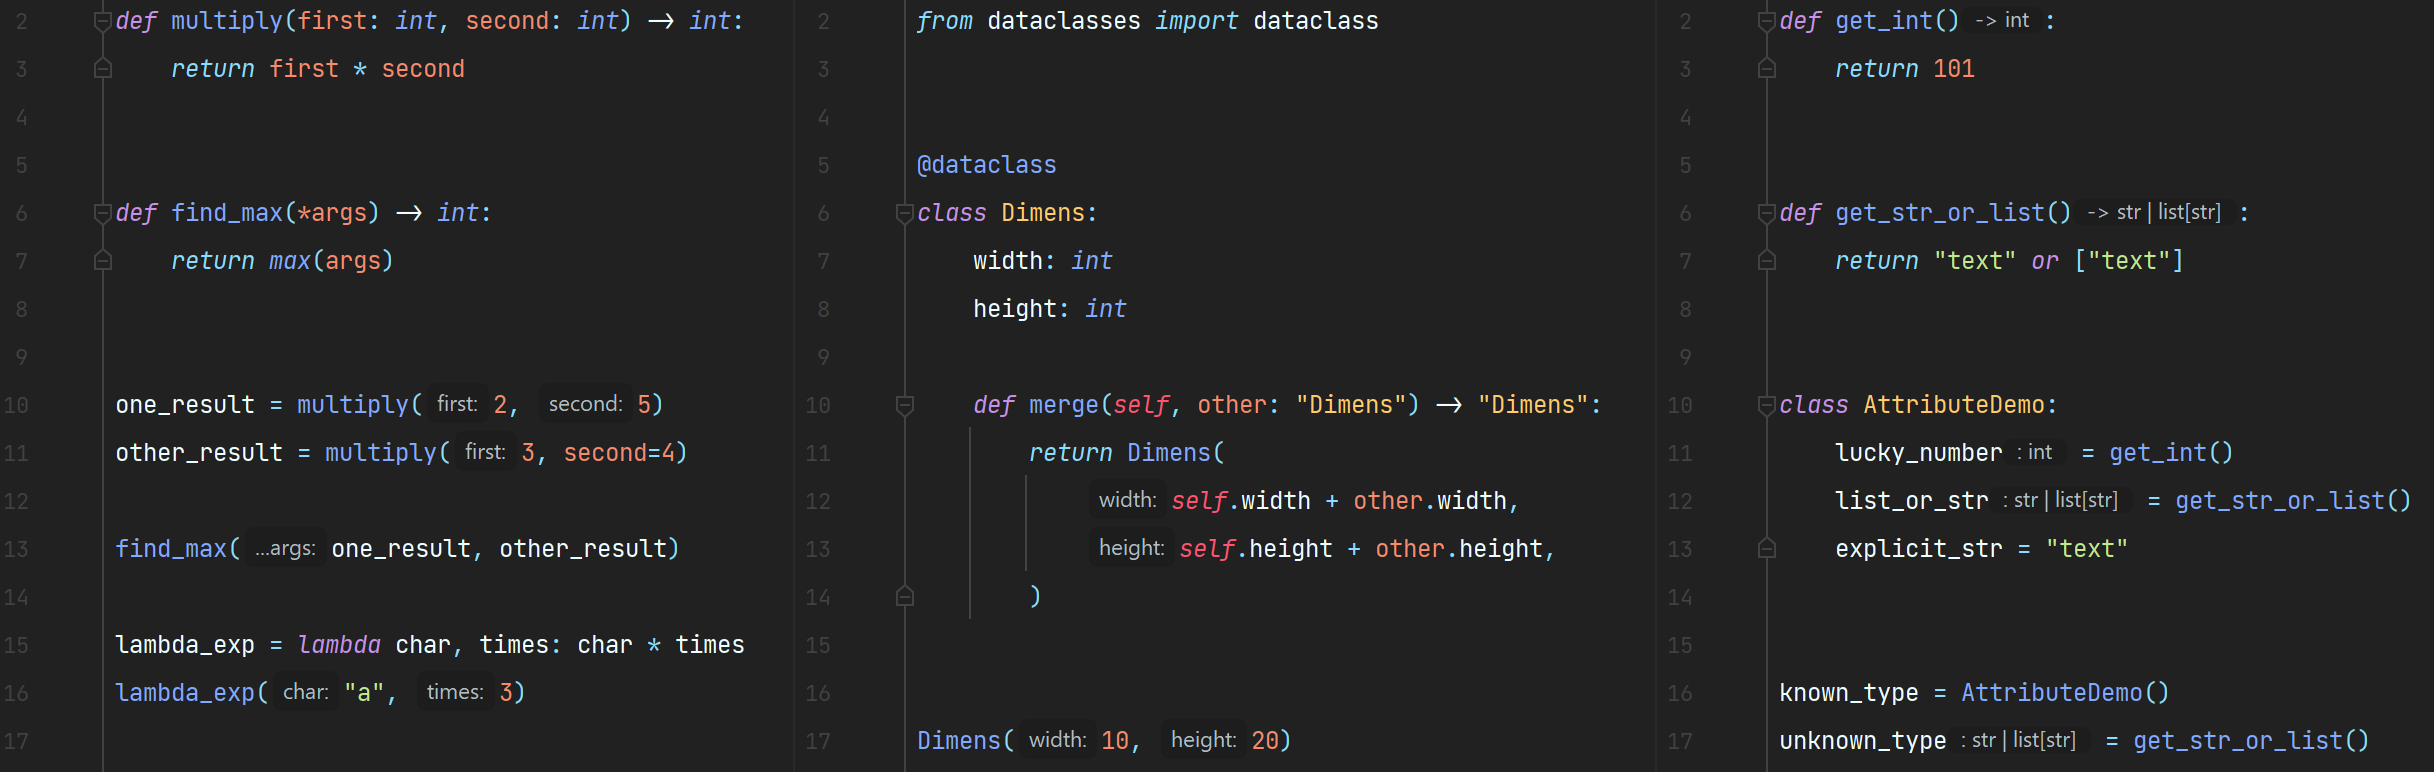 2 def multiply(first: int, second: int) -> int:
3 return first * second
4
5
6 def find_max(*args) -> int:
7 return max(args)
8
9
10 one_result = multiply( first: 2, second: 5)
11 other_result = multiply( first: 3, second=4)
12
13 find_max( ...args: one_result, other_result)
14
15 lambda_exp = lambda char, times: char * times
16 lambda_exp( char: "a", times: 3)
17
2 from dataclasses import dataclass
3
4
5 @dataclass
6 class Dimens:
7 width: int
8 height: int
9
10 def merge(self, other: "Dimens") -> "Dimens":
11 return Dimens(
12 width: self.width + other.width,
13 height: self.height + other.height,
14 )
15
16
17 Dimens( width: 10, height: 20)
2 def get_int() -> int :
3 return 101
4
5
6 def get_str_or_list() -> str | list[str] :
7 return "text" or ["text"]
8
9
10 class AttributeDemo:
11 lucky_number : int = get_int()
12 list_or_str : str | list[str] = get_str_or_list()
13 explicit_str = "text"
14
15
16 known_type = AttributeDemo()
17 unknown_type : str | list[str] = get_str_or_list()